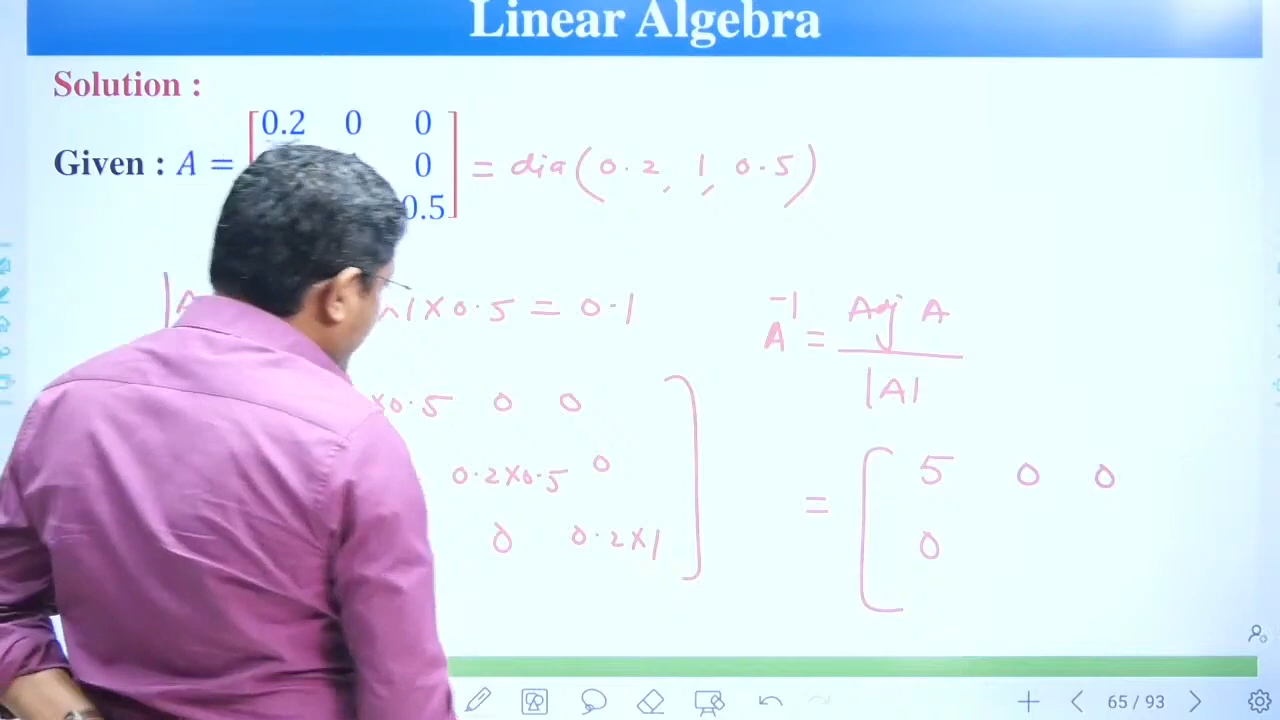 Linear Algebra
Solution :
Given : A = [0.2 0 0
0
0.5] = dia(0.2, 1, 0.5)
|A 1×0.5 = 0.1
A⁻¹ = Adj A / |A|
×0.5 0 0
0.2×0.5 0
0 0.2×1 ]
= [ 5 0 0
0
65 / 93